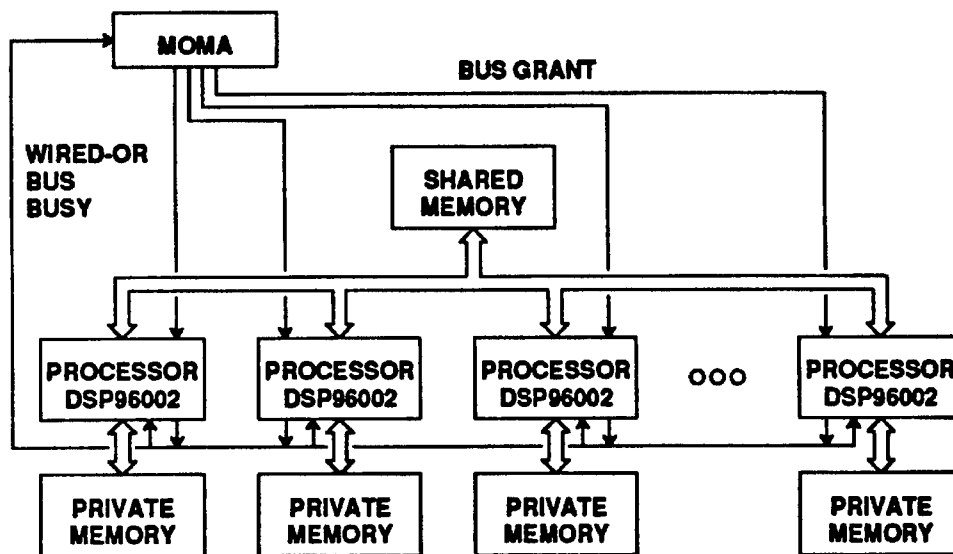 MOMA
BUS GRANT
WIRED-OR
BUS
BUSY
SHARED
MEMORY
PROCESSOR
DSP96002
PROCESSOR
DSP96002
PROCESSOR
DSP96002
OOO
PROCESSOR
DSP96002
PRIVATE
MEMORY
PRIVATE
MEMORY
PRIVATE
MEMORY
PRIVATE
MEMORY